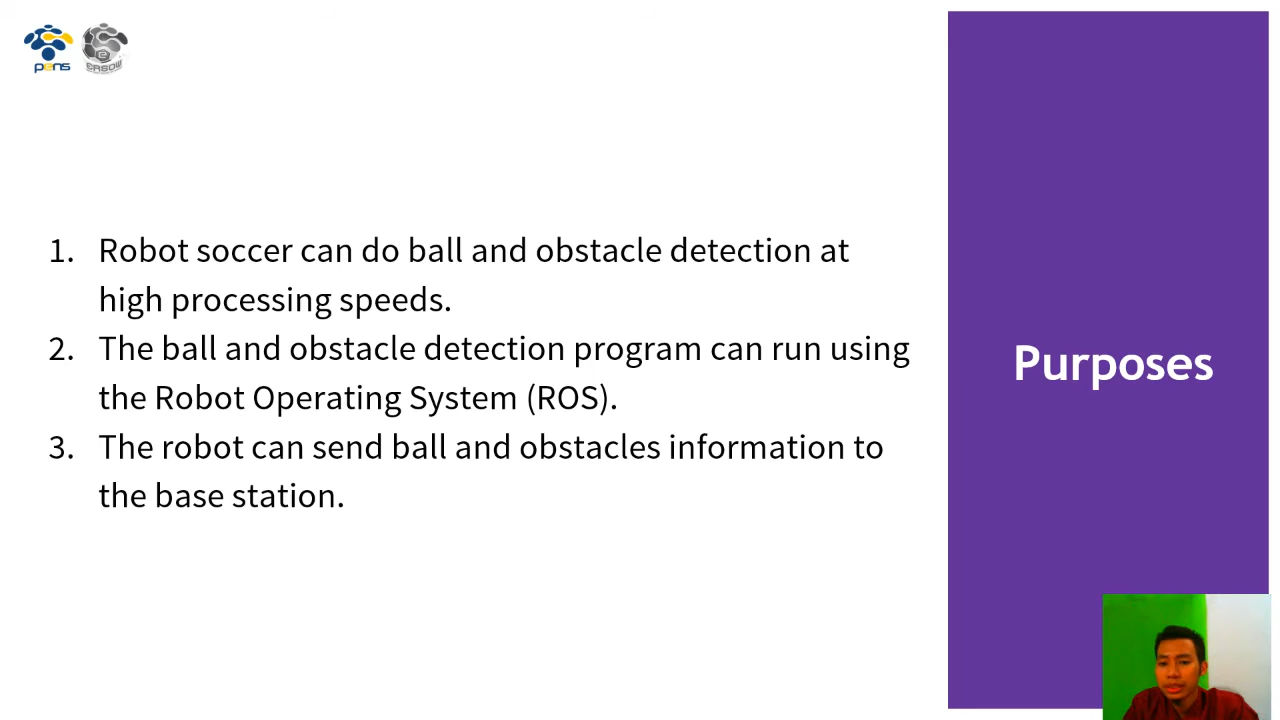 pens
ERSOW
1. Robot soccer can do ball and obstacle detection at
high processing speeds.
2. The ball and obstacle detection program can run using
the Robot Operating System (ROS).
3. The robot can send ball and obstacles information to
the base station.
Purposes